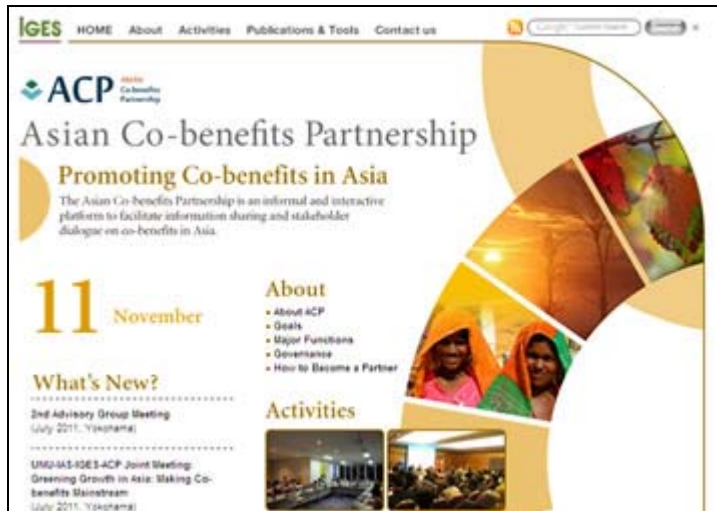 IGES HOME About Activities Publications & Tools Contact us
ACP Asian
Co-benefits
Partnership
Asian Co-benefits Partnership
Promoting Co-benefits in Asia
The Asian Co-benefits Partnership is an informal and interactive
platform to facilitate information sharing and stakeholder
dialogue on co-benefits in Asia.
11 November
What's New?
2nd Advisory Group Meeting
(July 2011, Yokohama)
UNU-IAS-IGES-ACP Joint Meeting:
Greening Growth in Asia: Making Co-
benefits Mainstream
(July 2011, Yokohama)
About
About ACP
Goals
Major Functions
Governance
How to Become a Partner
Activities